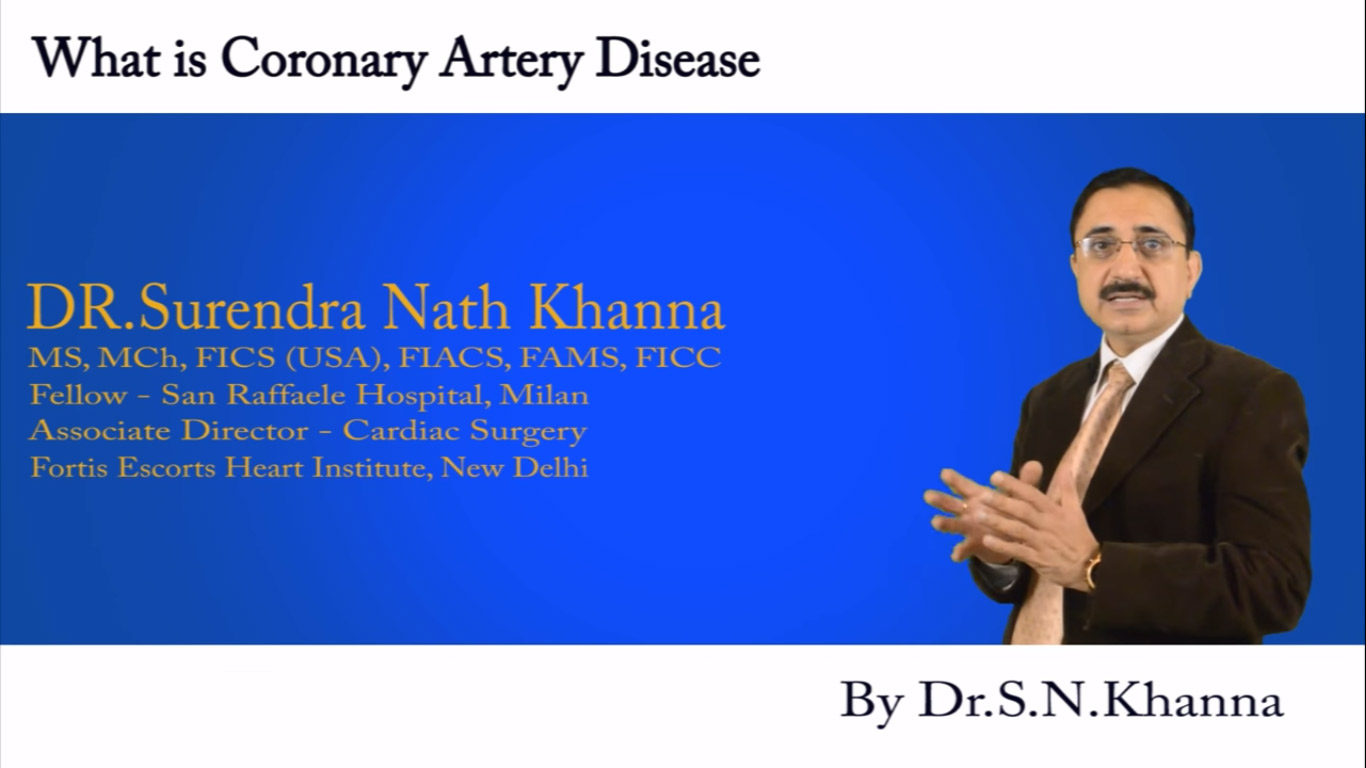 What is Coronary Artery Disease
DR.Surendra Nath Khanna
MS, MCh, FICS (USA), FIACS, FAMS, FICC
Fellow - San Raffaele Hospital, Milan
Associate Director - Cardiac Surgery
Fortis Escorts Heart Institute, New Delhi
By Dr.S.N.Khanna